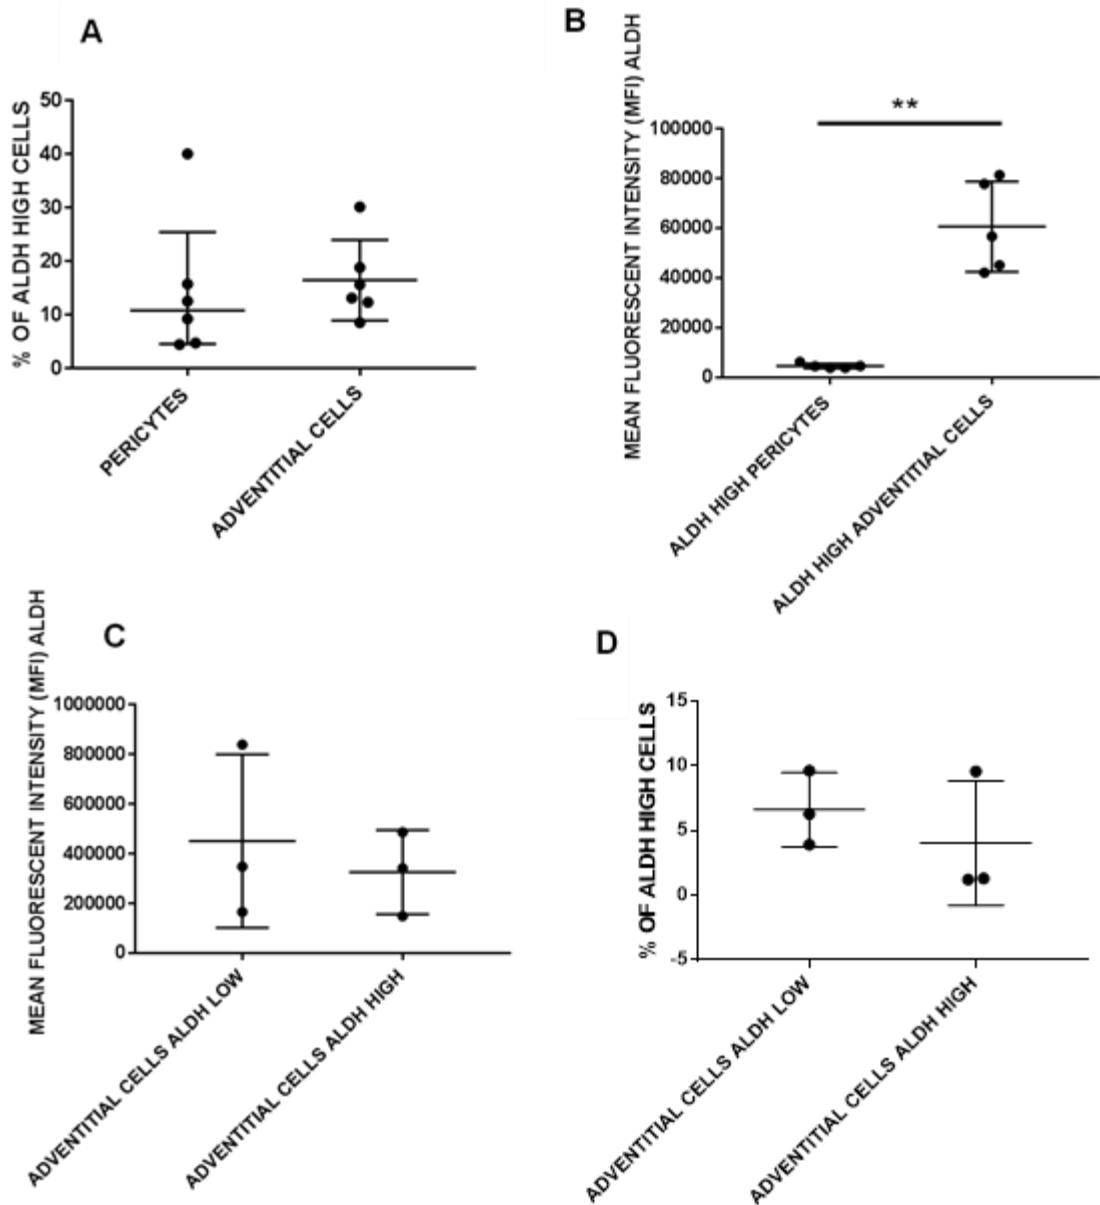 A
% OF ALDH HIGH CELLS
50
40
30
20
10
0
PERICYTES
ADVENTITIAL CELLS
B
MEAN FLUORESCENT INTENSITY (MFI) ALDH
**
100000
80000
60000
40000
20000
0
ALDH HIGH PERICYTES
ALDH HIGH ADVENTITIAL CELLS
C
MEAN FLUORESCENT INTENSITY (MFI) ALDH
1000000
800000
600000
400000
200000
0
ADVENTITIAL CELLS ALDH LOW
ADVENTITIAL CELLS ALDH HIGH
D
% OF ALDH HIGH CELLS
15
10
5
0
-5
ADVENTITIAL CELLS ALDH LOW
ADVENTITIAL CELLS ALDH HIGH